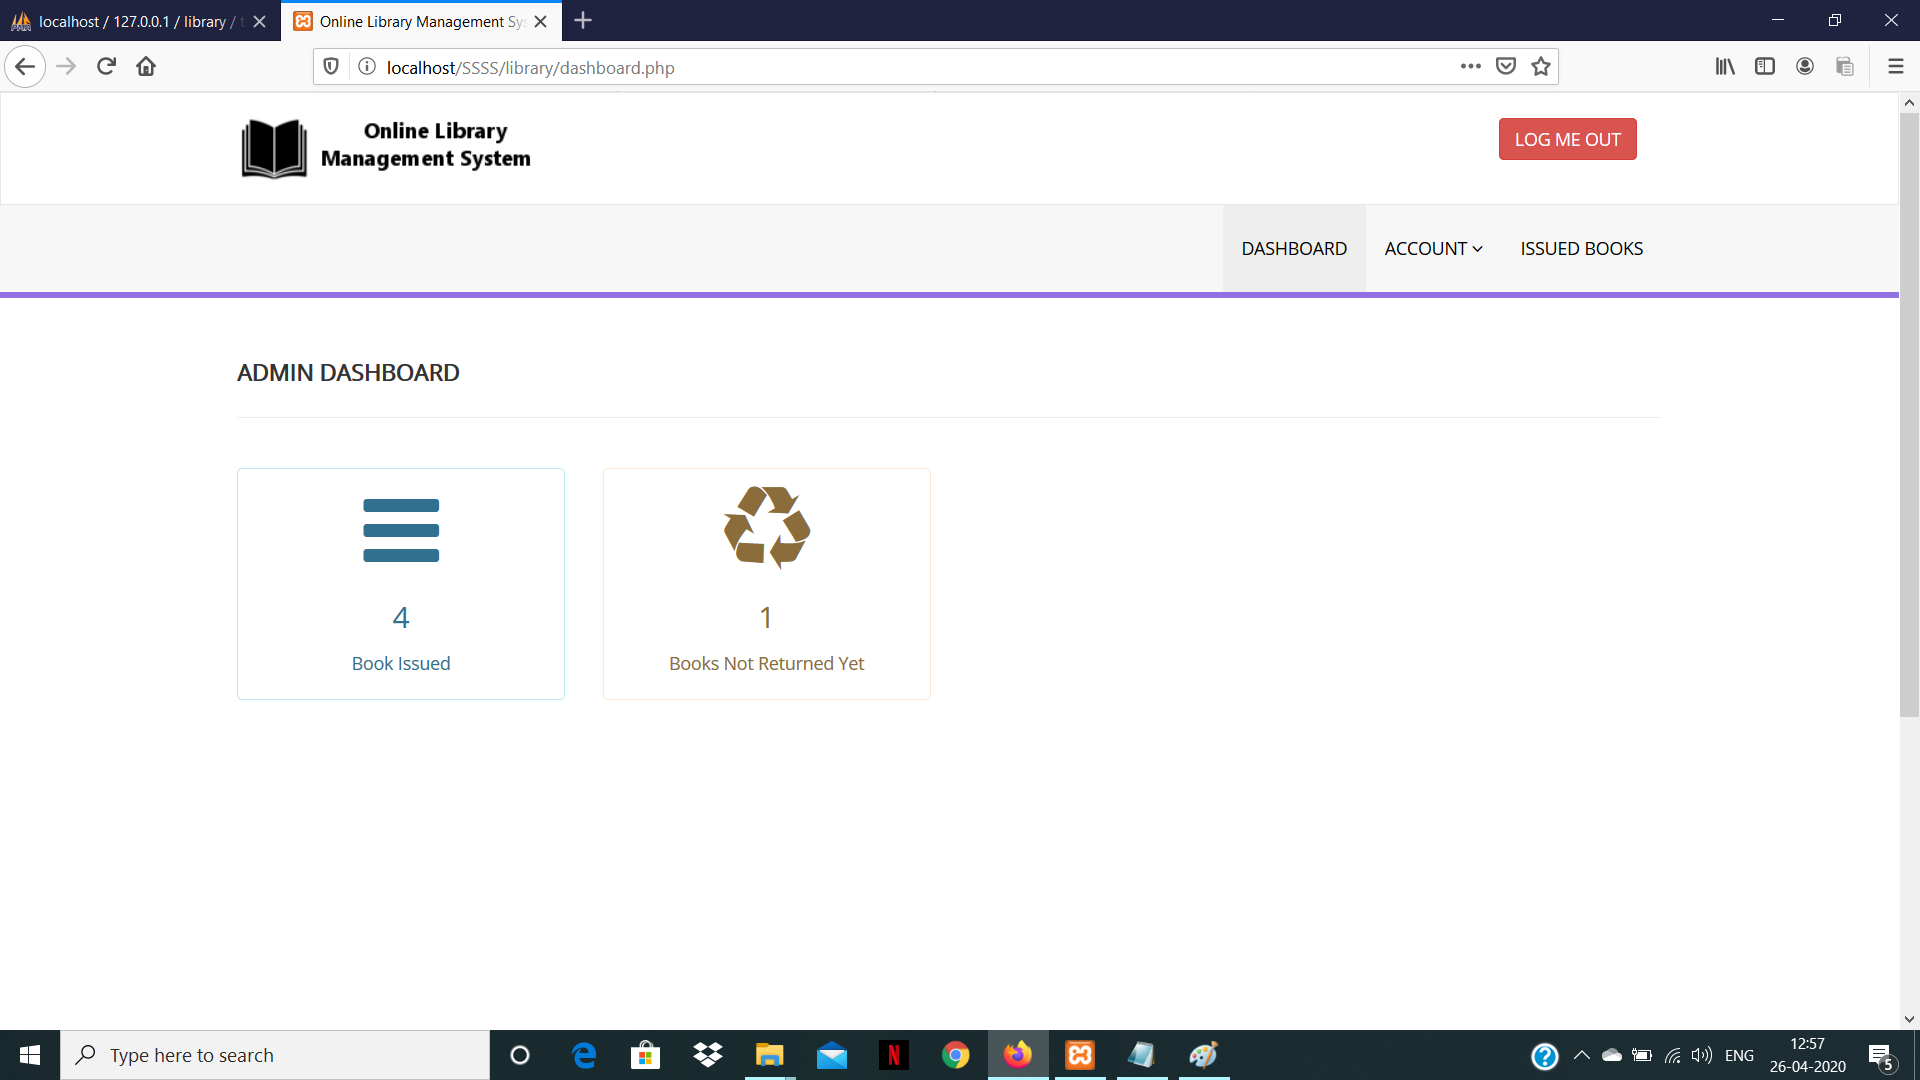 localhost / 127.0.0.1 / library /
Online Library Management Sys
localhost/SSSS/library/dashboard.php
Online Library
Management System
LOG ME OUT
DASHBOARD
ACCOUNT
ISSUED BOOKS
ADMIN DASHBOARD
4
Book Issued
1
Books Not Returned Yet
Type here to search
ENG
12:57
26-04-2020
5